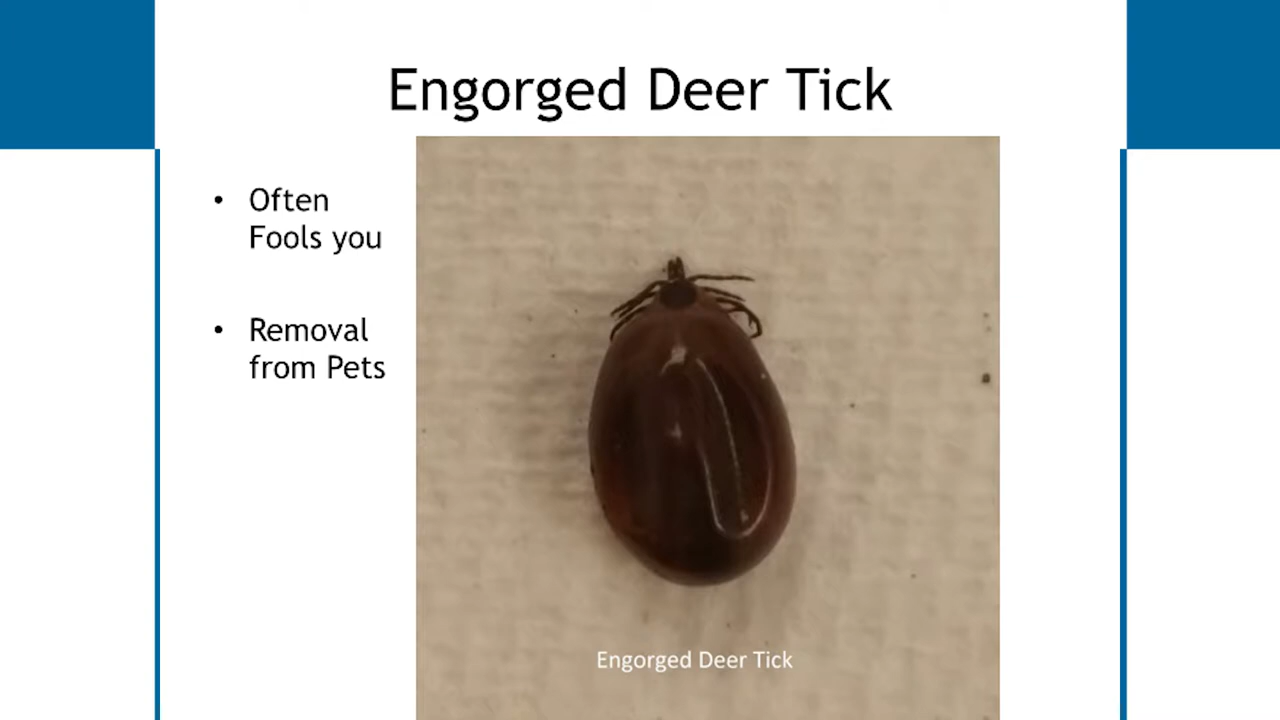 Engorged Deer Tick
• Often
Fools you
• Removal
from Pets
Engorged Deer Tick